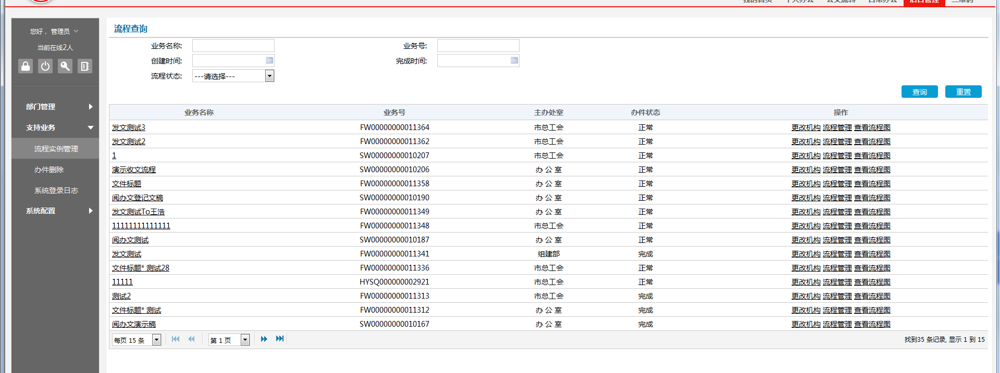 我的首页 个人办公 公文流转 日常办公 后台管理 二维码
您好，管理员
当前在线2人
部门管理
支持业务
流程实例管理
办件删除
系统登录日志
系统配置
流程查询
业务名称: 业务号:
创建时间: 完成时间:
流程状态: ---请选择---
查询 重置
业务名称 业务号 主办处室 办件状态 操作
发文测试3 FW00000000011364 市总工会 正常 更改机构 流程管理 查看流程图
发文测试2 FW00000000011362 市总工会 正常 更改机构 流程管理 查看流程图
1 SW00000000010207 市总工会 正常 更改机构 流程管理 查看流程图
演示收文流程 SW00000000010206 办 公 室 正常 更改机构 流程管理 查看流程图
文件标题 FW00000000011358 办 公 室 正常 更改机构 流程管理 查看流程图
阅办文登记文稿 SW00000000010190 办 公 室 正常 更改机构 流程管理 查看流程图
发文测试To王浩 FW00000000011349 办 公 室 正常 更改机构 流程管理 查看流程图
11111111111111 FW00000000011348 市总工会 正常 更改机构 流程管理 查看流程图
阅办文测试 SW00000000010187 办 公 室 正常 更改机构 流程管理 查看流程图
发文测试 FW00000000011341 组建部 完成 更改机构 流程管理 查看流程图
文件标题* 测试28 FW00000000011336 市总工会 正常 更改机构 流程管理 查看流程图
11111 HYSQ000000002921 市总工会 正常 更改机构 流程管理 查看流程图
测试2 FW00000000011313 市总工会 完成 更改机构 流程管理 查看流程图
文件标题* 测试 FW00000000011312 办 公 室 完成 更改机构 流程管理 查看流程图
阅办文演示稿 SW00000000010167 办 公 室 完成 更改机构 流程管理 查看流程图
每页 15 条 第 1 页 找到35 条记录, 显示 1 到 15